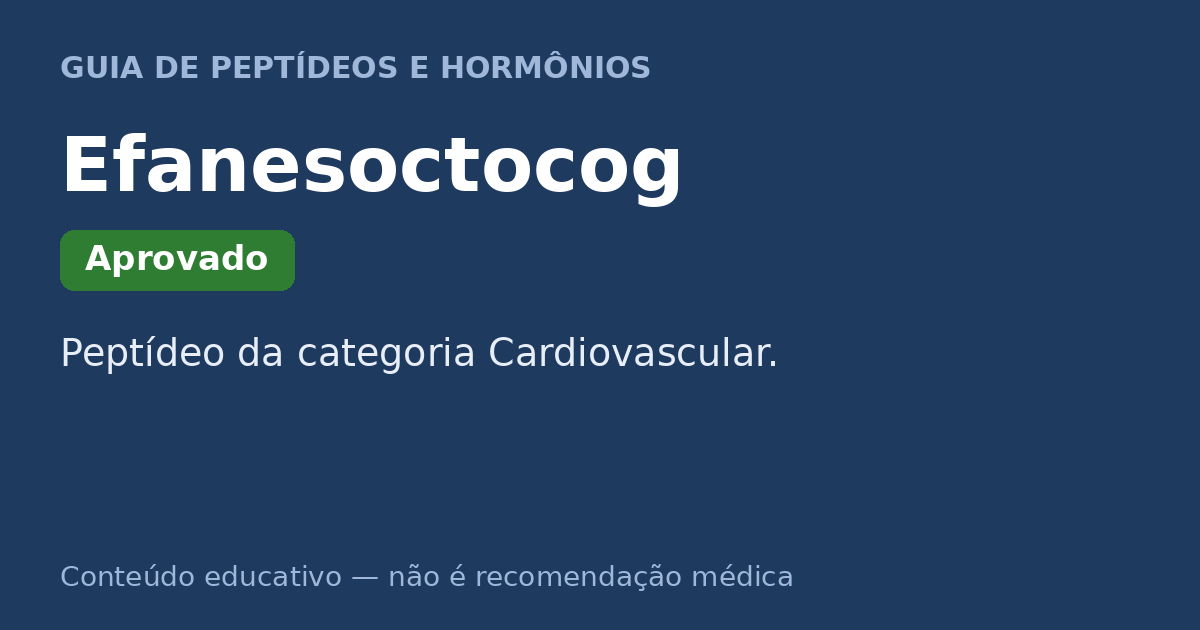 GUIA DE PEPTÍDEOS E HORMÔNIOS
Efanesoctocog
Aprovado
Peptídeo da categoria Cardiovascular.
Conteúdo educativo — não é recomendação médica